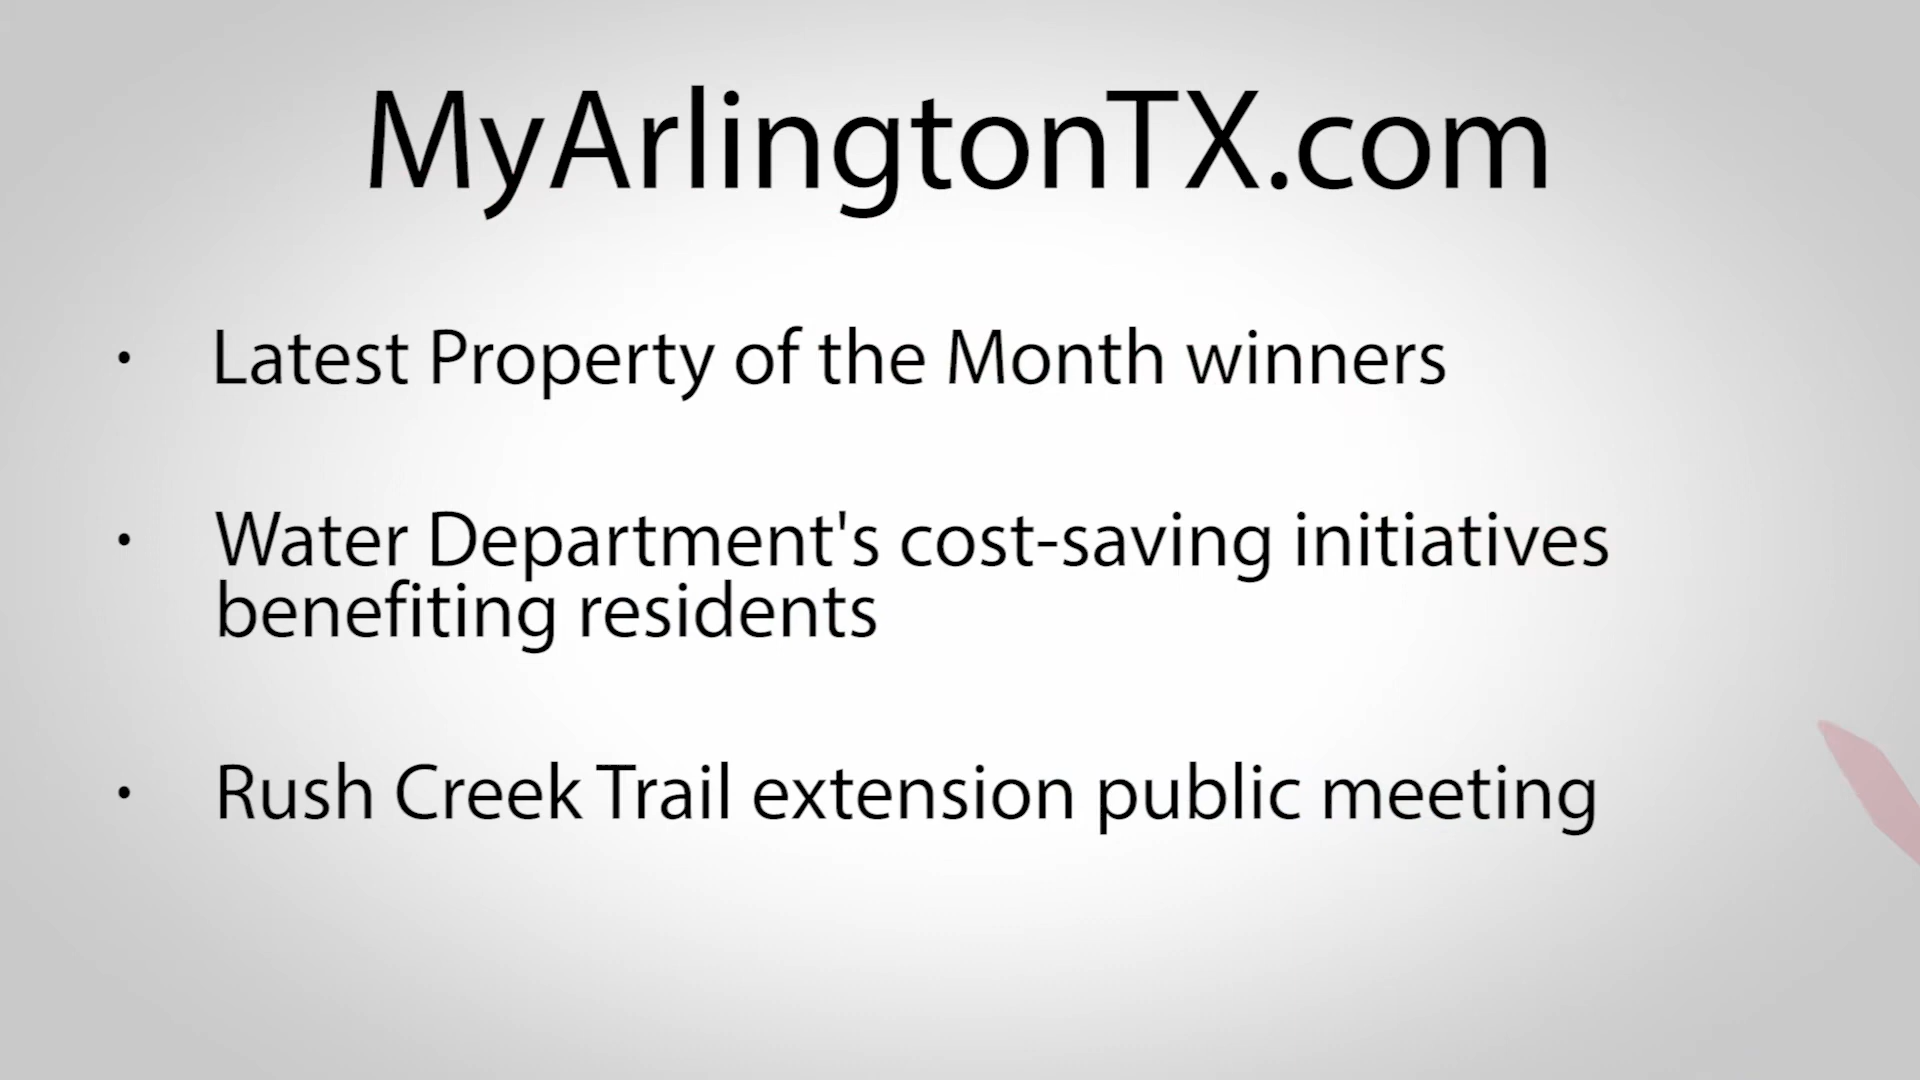 MyArlingtonTX.com
· Latest Property of the Month winners
· Water Department's cost-saving initiatives
benefiting residents
· Rush Creek Trail extension public meeting